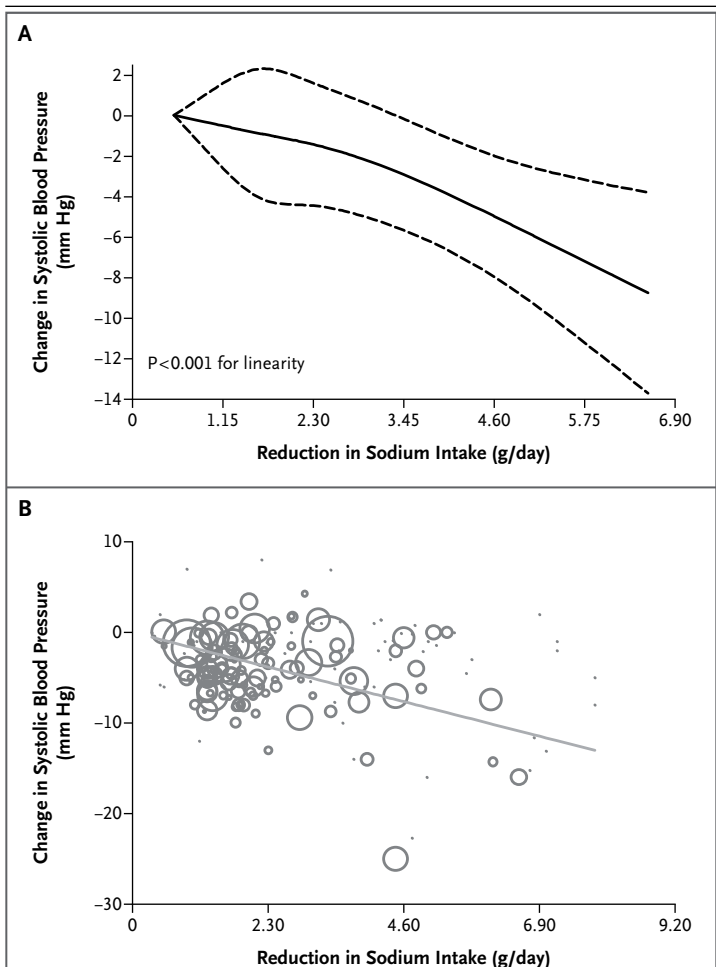 A
Change in Systolic Blood Pressure
(mm Hg)
2
0
−2
−4
−6
−8
−10
−12
−14
P<0.001 for linearity
0 1.15 2.30 3.45 4.60 5.75 6.90
Reduction in Sodium Intake (g/day)
B
Change in Systolic Blood Pressure
(mm Hg)
10
0
−10
−20
−30
0 2.30 4.60 6.90 9.20
Reduction in Sodium Intake (g/day)